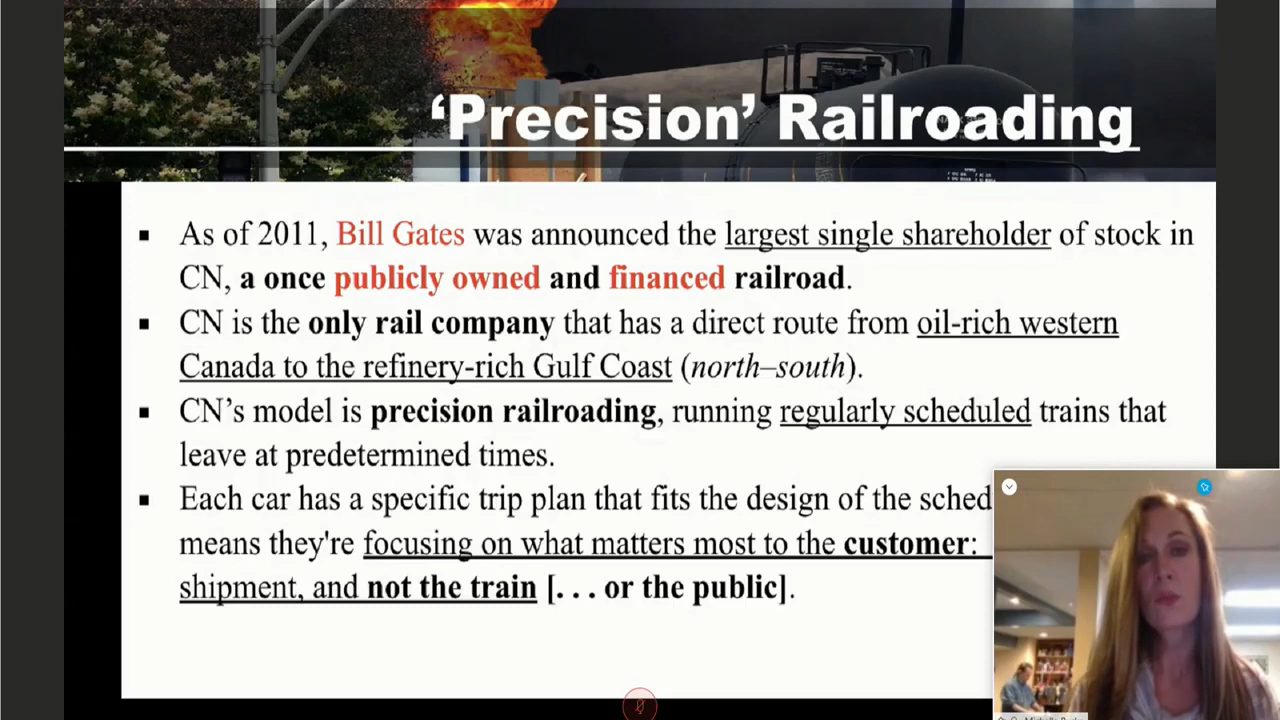 ‘Precision’ Railroading
▪ As of 2011, Bill Gates was announced the largest single shareholder of stock in
CN, a once publicly owned and financed railroad.
▪ CN is the only rail company that has a direct route from oil-rich western
Canada to the refinery-rich Gulf Coast (north–south).
▪ CN’s model is precision railroading, running regularly scheduled trains that
leave at predetermined times.
▪ Each car has a specific trip plan that fits the design of the sched
means they're focusing on what matters most to the customer:
shipment, and not the train [. . . or the public].